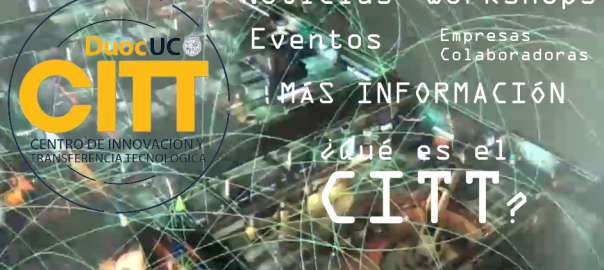 Noticias Workshops
Eventos
Empresas
Colaboradoras
MÁS INFORMACIÓN
DuocUC
CITT
CENTRO DE INNOVACIÓN Y
TRANSFERENCIA TECNOLÓGICA
¿Qué es el
CITT?